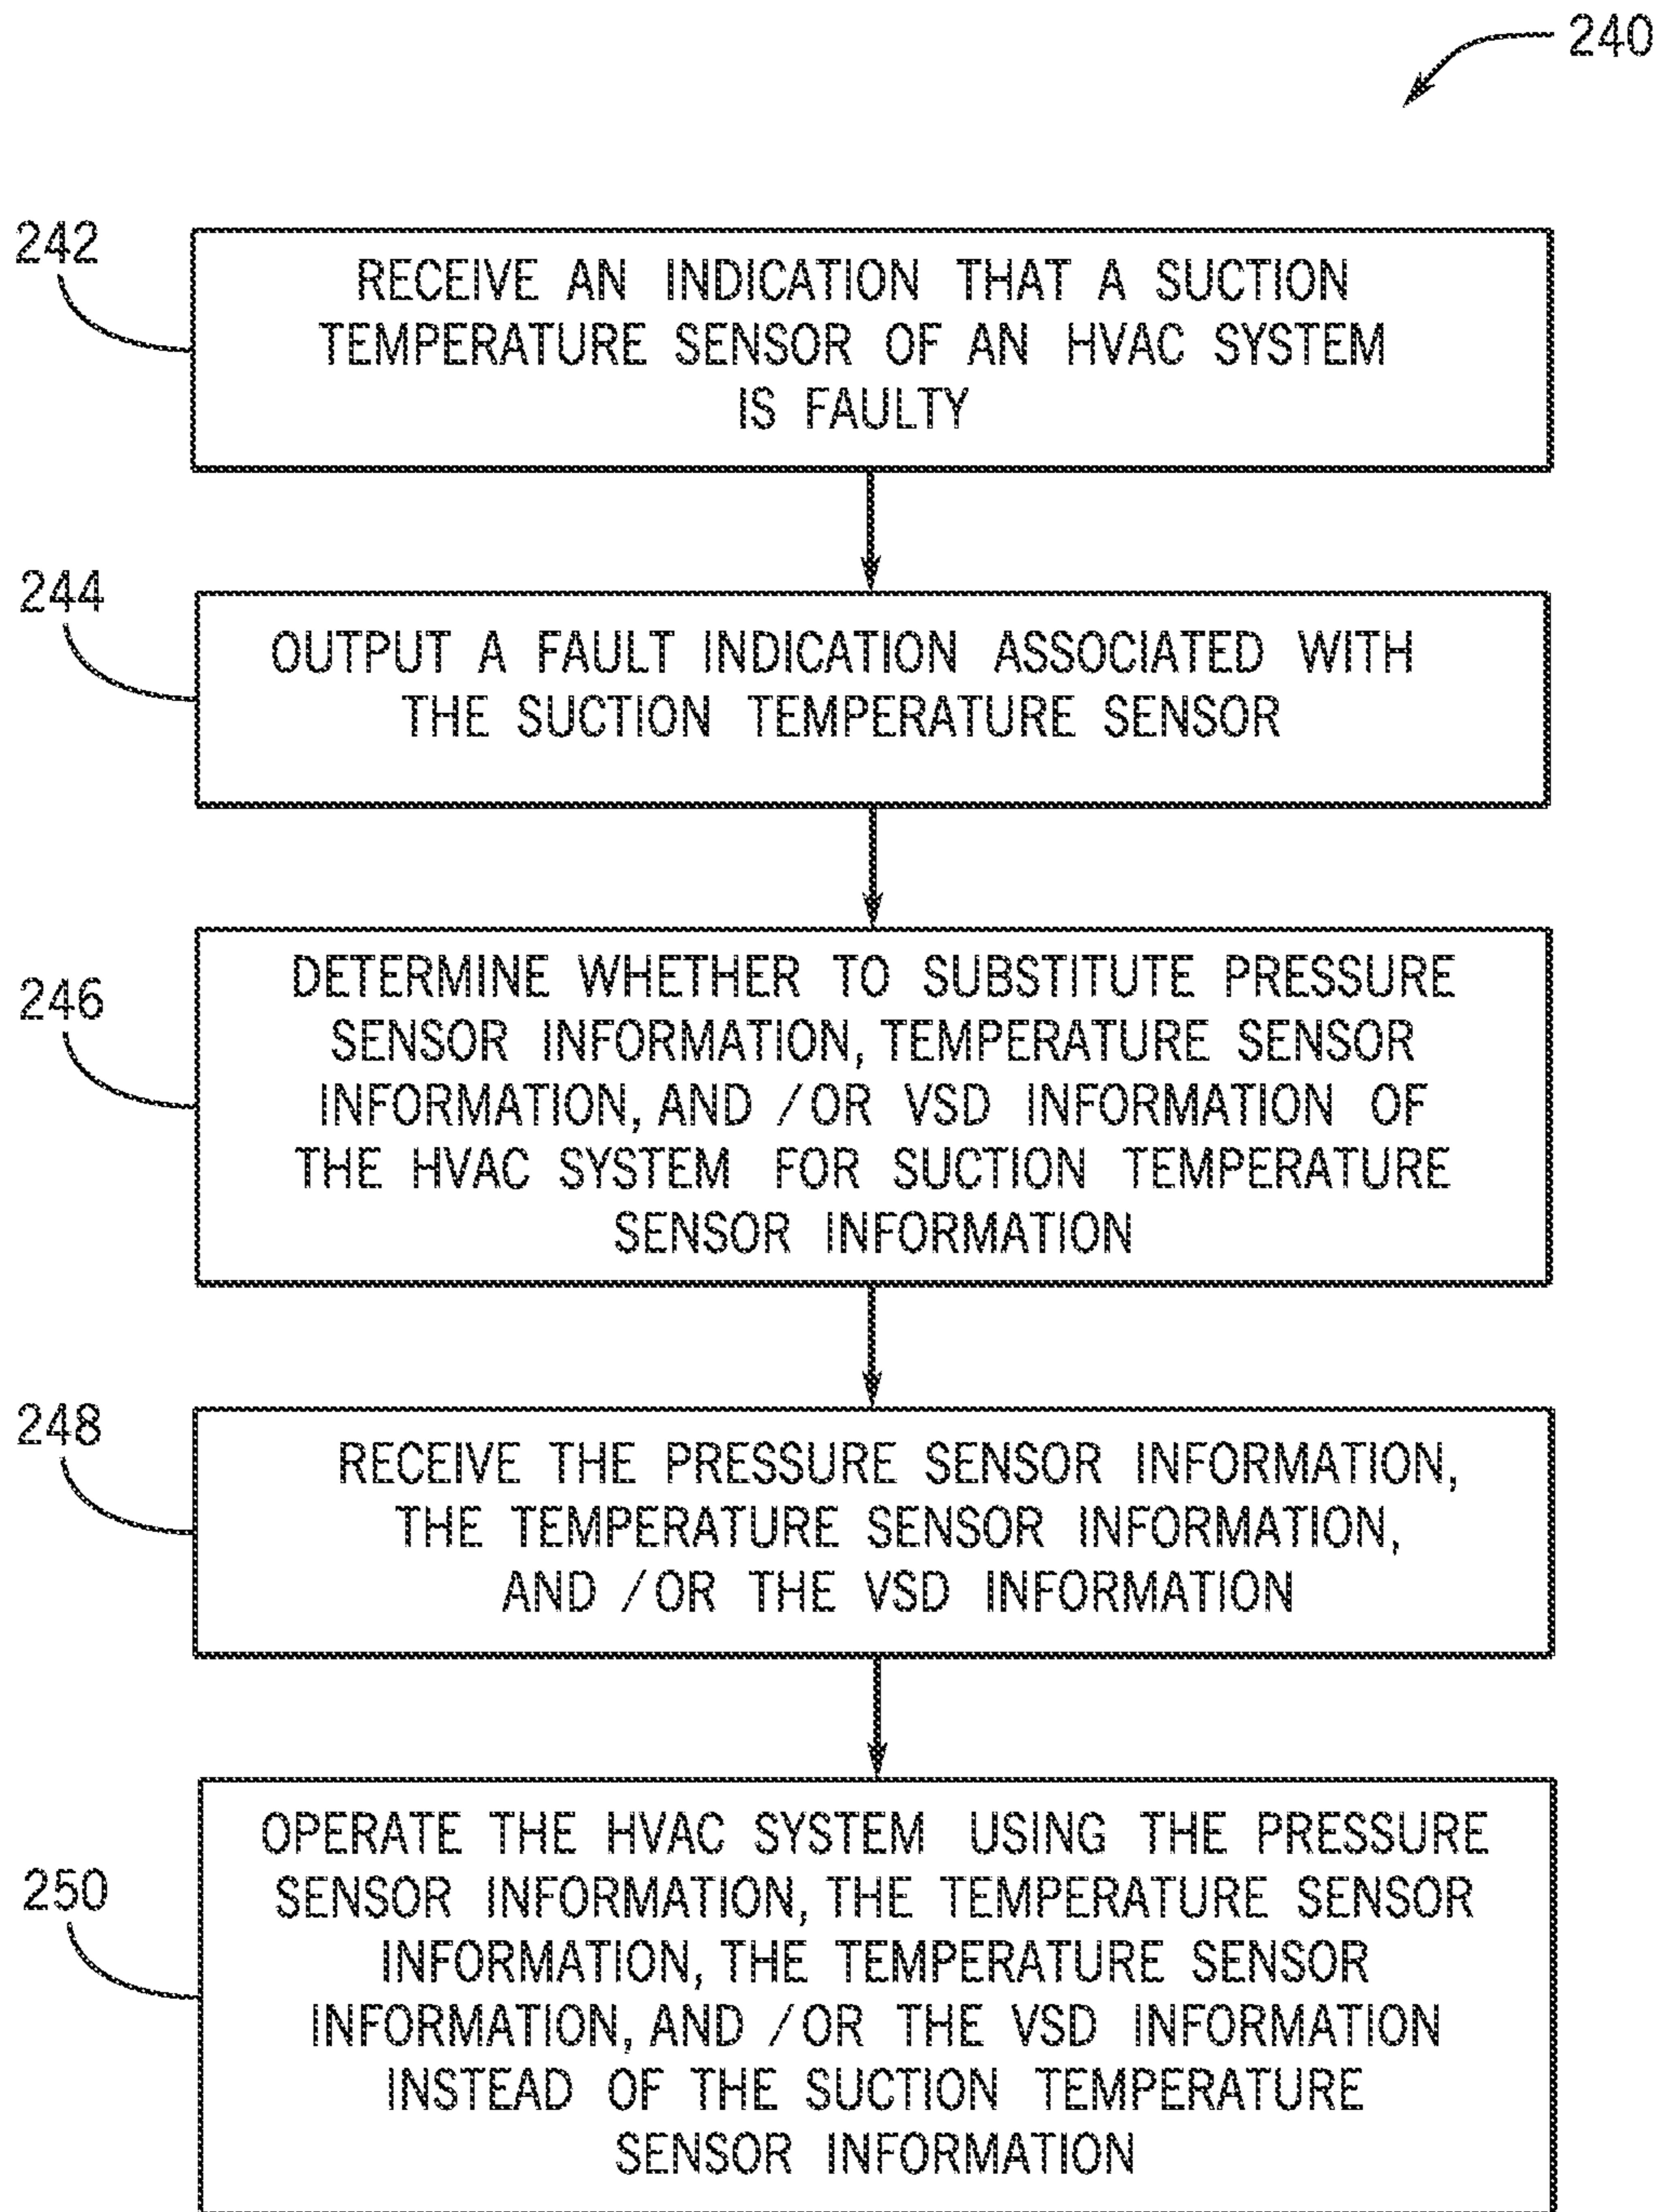 240
242
RECEIVE AN INDICATION THAT A SUCTION
TEMPERATURE SENSOR OF AN HVAC SYSTEM
IS FAULTY
244
OUTPUT A FAULT INDICATION ASSOCIATED WITH
THE SUCTION TEMPERATURE SENSOR
246
DETERMINE WHETHER TO SUBSTITUTE PRESSURE
SENSOR INFORMATION, TEMPERATURE SENSOR
INFORMATION, AND /OR VSD INFORMATION OF
THE HVAC SYSTEM FOR SUCTION TEMPERATURE
SENSOR INFORMATION
248
RECEIVE THE PRESSURE SENSOR INFORMATION,
THE TEMPERATURE SENSOR INFORMATION,
AND /OR THE VSD INFORMATION
250
OPERATE THE HVAC SYSTEM USING THE PRESSURE
SENSOR INFORMATION, THE TEMPERATURE SENSOR
INFORMATION, THE TEMPERATURE SENSOR
INFORMATION, AND /OR THE VSD INFORMATION
INSTEAD OF THE SUCTION TEMPERATURE
SENSOR INFORMATION